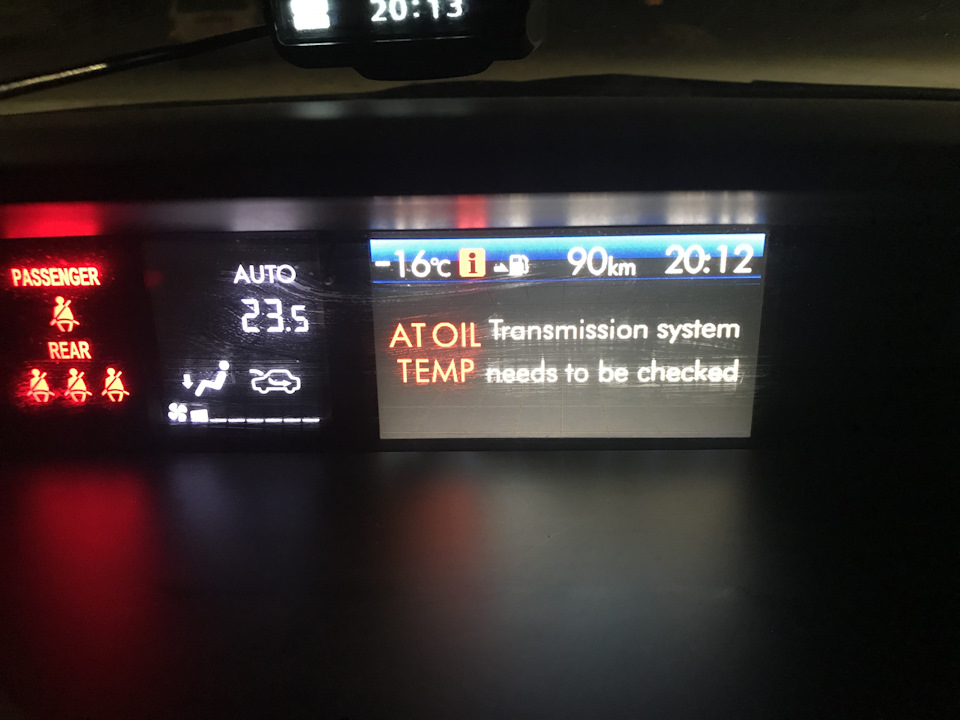 20:13
PASSENGER
REAR
AUTO
23.5
-16°C i 90km 20:12
AT OIL Transmission system
TEMP needs to be checked